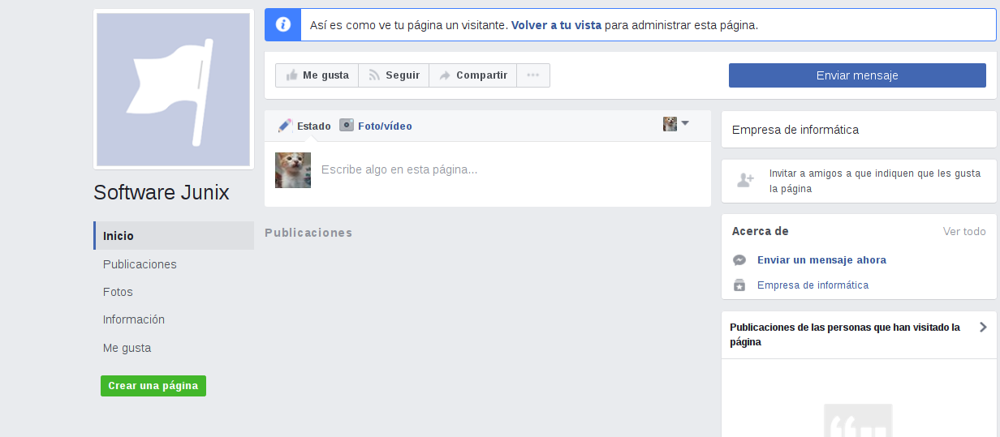 Así es como ve tu página un visitante. Volver a tu vista para administrar esta página.
Me gusta
Seguir
Compartir
Enviar mensaje
Software Junix
Inicio
Publicaciones
Fotos
Información
Me gusta
Crear una página
Estado
Foto/vídeo
Escribe algo en esta página...
Publicaciones
Empresa de informática
Invitar a amigos a que indiquen que les gusta
la página
Acerca de
Ver todo
Enviar un mensaje ahora
Empresa de informática
Publicaciones de las personas que han visitado la
página